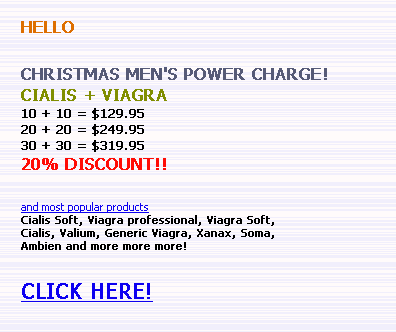 HELLO
CHRISTMAS MEN'S POWER CHARGE!
CIALIS + VIAGRA
10 + 10 = $129.95
20 + 20 = $249.95
30 + 30 = $319.95
20% DISCOUNT!!
and most popular products
Cialis Soft, Viagra professional, Viagra Soft,
Cialis, Valium, Generic Viagra, Xanax, Soma,
Ambien and more more more!
CLICK HERE!